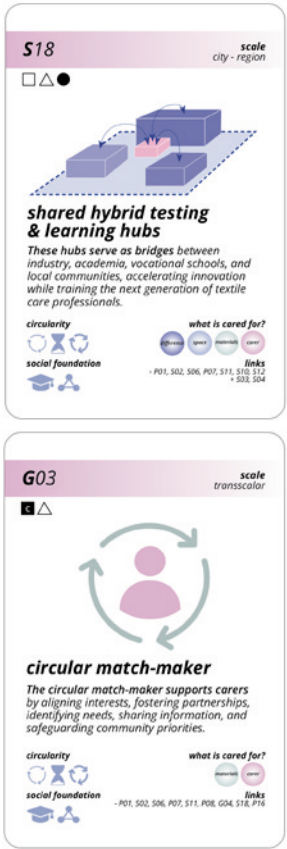 S18
scale
city - region
shared hybrid testing
& learning hubs
These hubs serve as bridges between
industry, academia, vocational schools, and
local communities, accelerating innovation
while training the next generation of textile
care professionals.
circularity
what is cared for?
space
materials
carer
social foundation
links
- P01, S02, S06, P07, S11, S10, S12
+ S03, S04
G03
scale
transscalar
C
circular match-maker
The circular match-maker supports carers
by aligning interests, fostering partnerships,
identifying needs, sharing information, and
safeguarding community priorities.
circularity
what is cared for?
materials
carer
social foundation
links
- P01, S02, S06, P07, S11, P08, G04, S18, P16